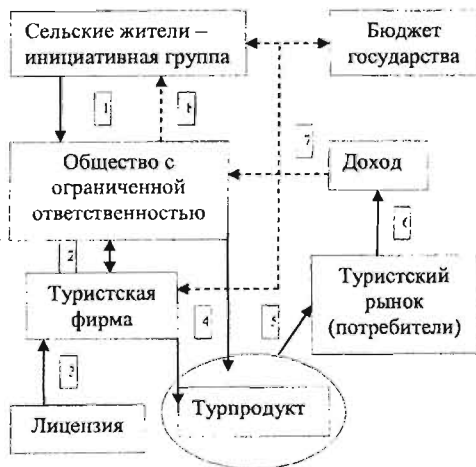 Сельские жители –
инициативная группа
Бюджет
государства
1
7
Общество с
ограниченной
ответственностью
Доход
6
2
Туристская
фирма
4
5
Туристский
рынок
(потребители)
3
Турпродукт
Лицензия